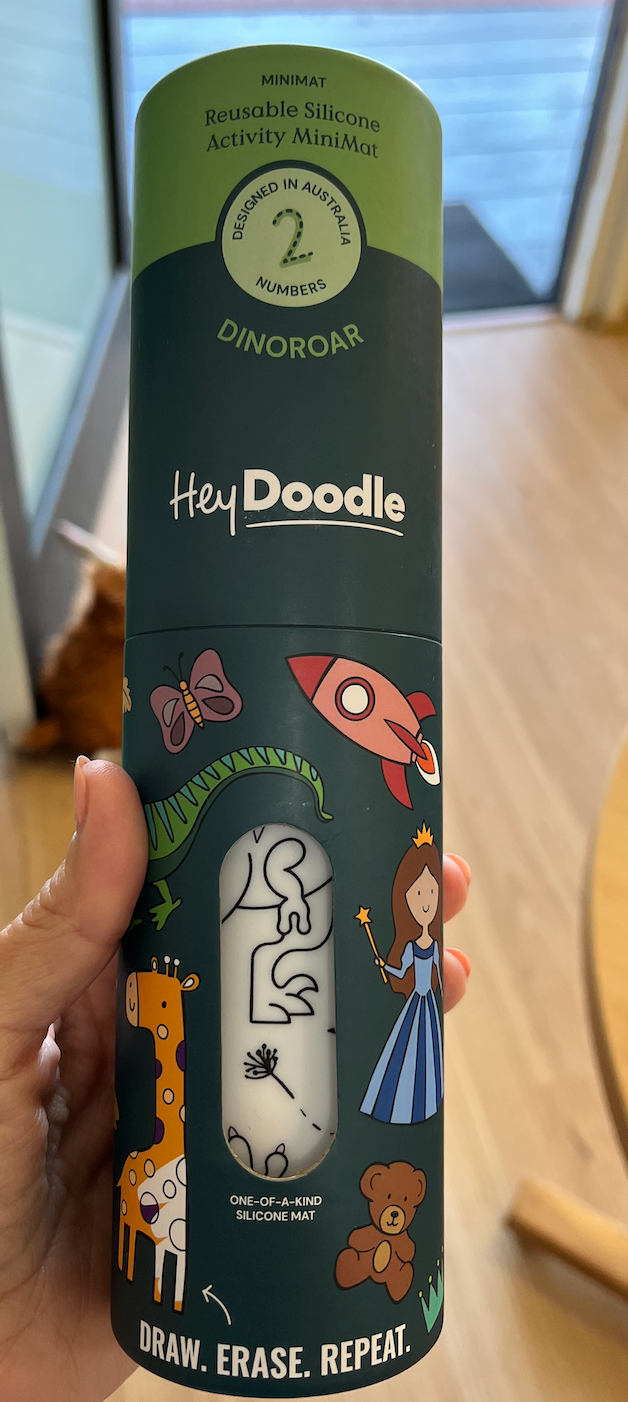 MINIMAT
Reusable Silicone
Activity MiniMat
DESIGNED IN AUSTRALIA
2
NUMBERS
DINOROAR
HeyDoodle
ONE-OF-A-KIND
SILICONE MAT
DRAW. ERASE. REPEAT.